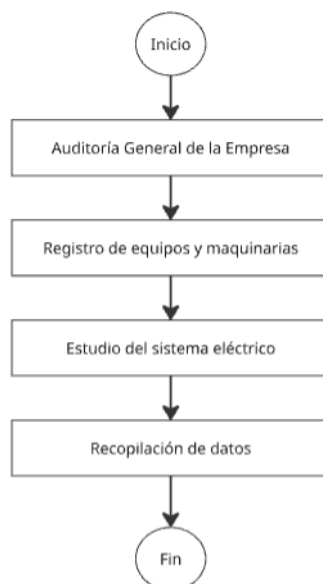 Inicio
Auditoría General de la Empresa
Registro de equipos y maquinarias
Estudio del sistema eléctrico
Recopilación de datos
Fin